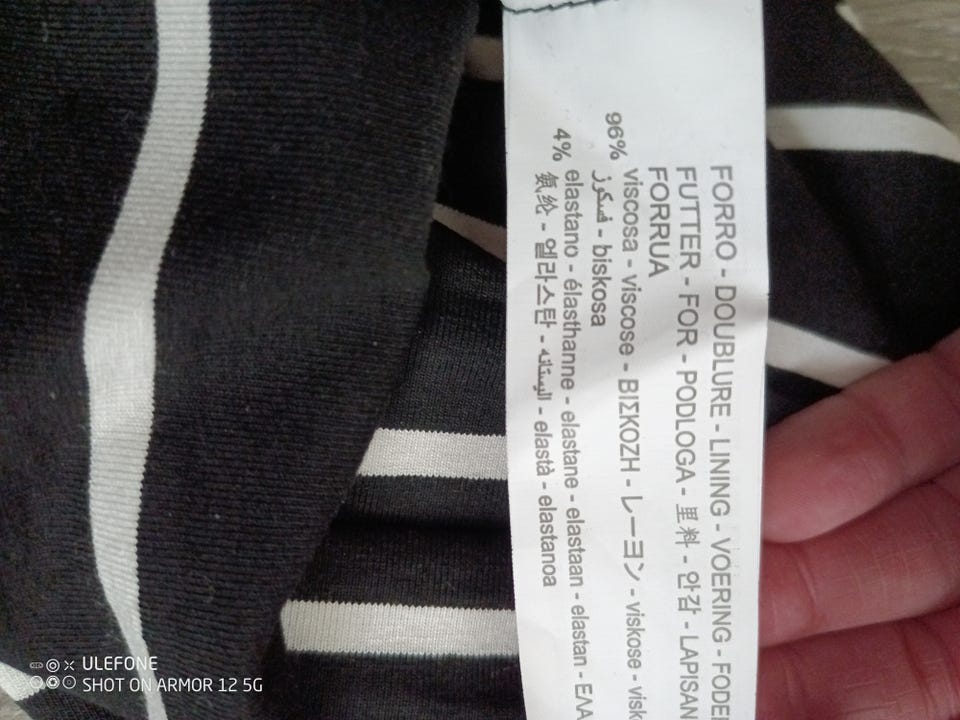 FORRO - DOUBLURE - LINING - VOERING - FODER
FUTTER - FOR - PODLOGA - 里料 - 안감 - LAPISAN
FORRUA
96% viscosa - viscose - ΒΙΣΚΟΖΗ - レーヨン - viskose - visk
فسكوز - biskosa
4% elastano - élasthanne - elastane - elastaan - elastan - ΕΛΑ
氨纶 - 엘라스탄 - اليستانه - elastà - elastanoa
ULEFONE
SHOT ON ARMOR 12 5G